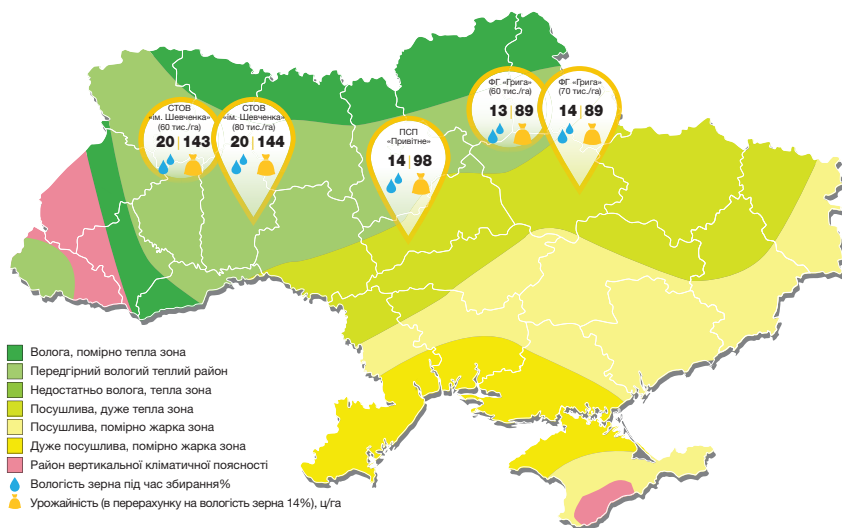 СТОВ
«ім. Шевченка»
(60 тис./га)
20 | 143
СТОВ
«ім. Шевченка»
(80 тис./га)
20 | 144
ПСП
«Привітне»
14 | 98
ФГ «Грига»
(60 тис./га)
13 | 89
ФГ «Грига»
(70 тис./га)
14 | 89
Волога, помірно тепла зона
Передгірний вологий теплий район
Недостатньо волога, тепла зона
Посушлива, дуже тепла зона
Посушлива, помірно жарка зона
Дуже посушлива, помірно жарка зона
Район вертикальної кліматичної поясності
Вологість зерна під час збирання%
Урожайність (в перерахунку на вологість зерна 14%), ц/га